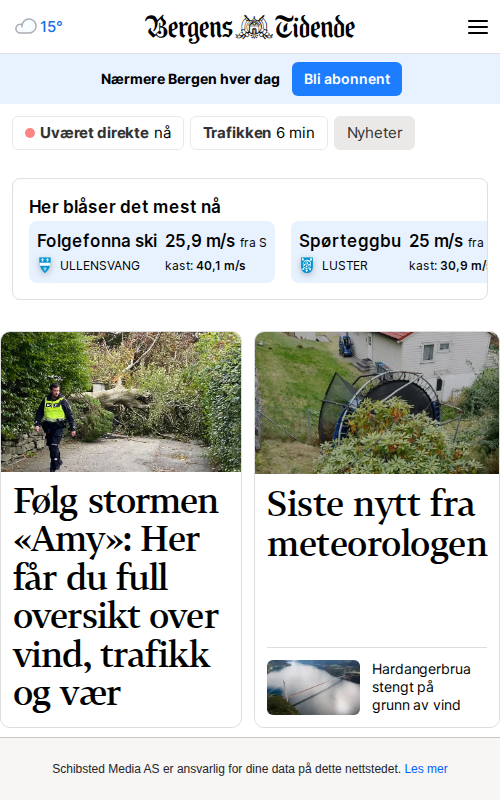 15°
Bergens Tidende
Nærmere Bergen hver dag
Bli abonnent
Uværet direkte nå
Trafikken 6 min
Nyheter
Her blåser det mest nå
Folgefonna ski 25,9 m/s fra S
ULLENSVANG kast: 40,1 m/s
Spørteggbu 25 m/s fra
LUSTER kast: 30,9 m/
Følg stormen
«Amy»: Her
får du full
oversikt over
vind, trafikk
og vær
Siste nytt fra
meteorologen
Hardangerbrua
stengt på
grunn av vind
Schibsted Media AS er ansvarlig for dine data på dette nettstedet. Les mer